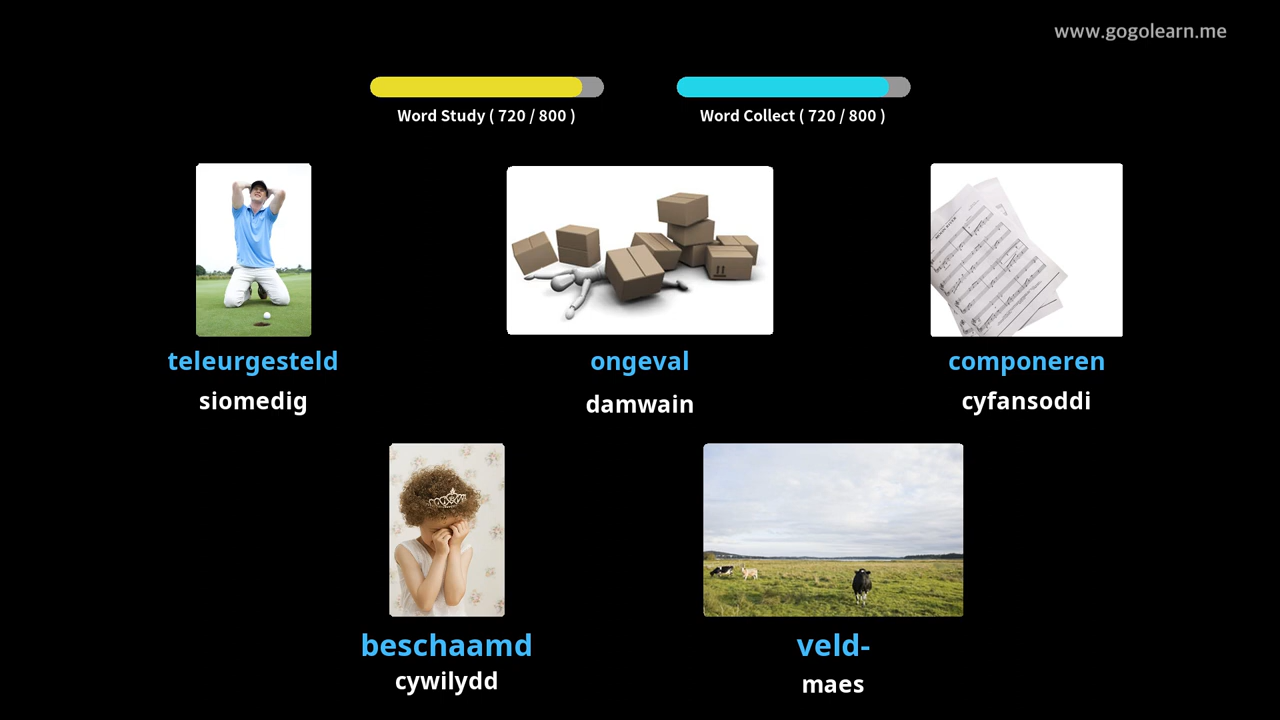 www.gogolearn.me
Word Study ( 720 / 800 )
Word Collect ( 720 / 800 )
teleurgesteld
siomedig
ongeval
damwain
componeren
cyfansoddi
beschaamd
cywilydd
veld-
maes